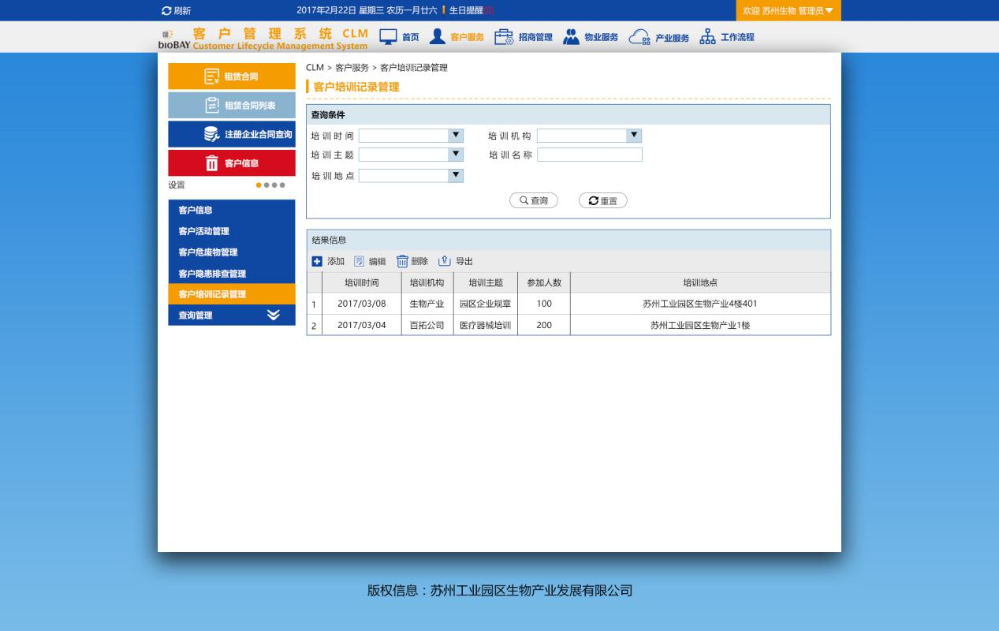 刷新
2017年2月22日 星期三 农历一月廿六 生日提醒[0]
欢迎 苏州生物 管理员
bioBAY
客户管理系统 CLM
Customer Lifecycle Management System
首页
客户服务
招商管理
物业服务
产业服务
工作流程
租赁合同
租赁合同列表
注册企业合同查询
客户信息
设置
客户信息
客户活动管理
客户危废物管理
客户隐患排查管理
客户培训记录管理
查询管理
CLM > 客户服务 > 客户培训记录管理
客户培训记录管理
查询条件
培训时间
培训机构
培训主题
培训名称
培训地点
查询
重置
结果信息
添加 编辑 删除 导出
培训时间 培训机构 培训主题 参加人数 培训地点
1 2017/03/08 生物产业 园区企业规章 100 苏州工业园区生物产业4楼401
2 2017/03/04 百拓公司 医疗器械培训 200 苏州工业园区生物产业1楼
版权信息：苏州工业园区生物产业发展有限公司